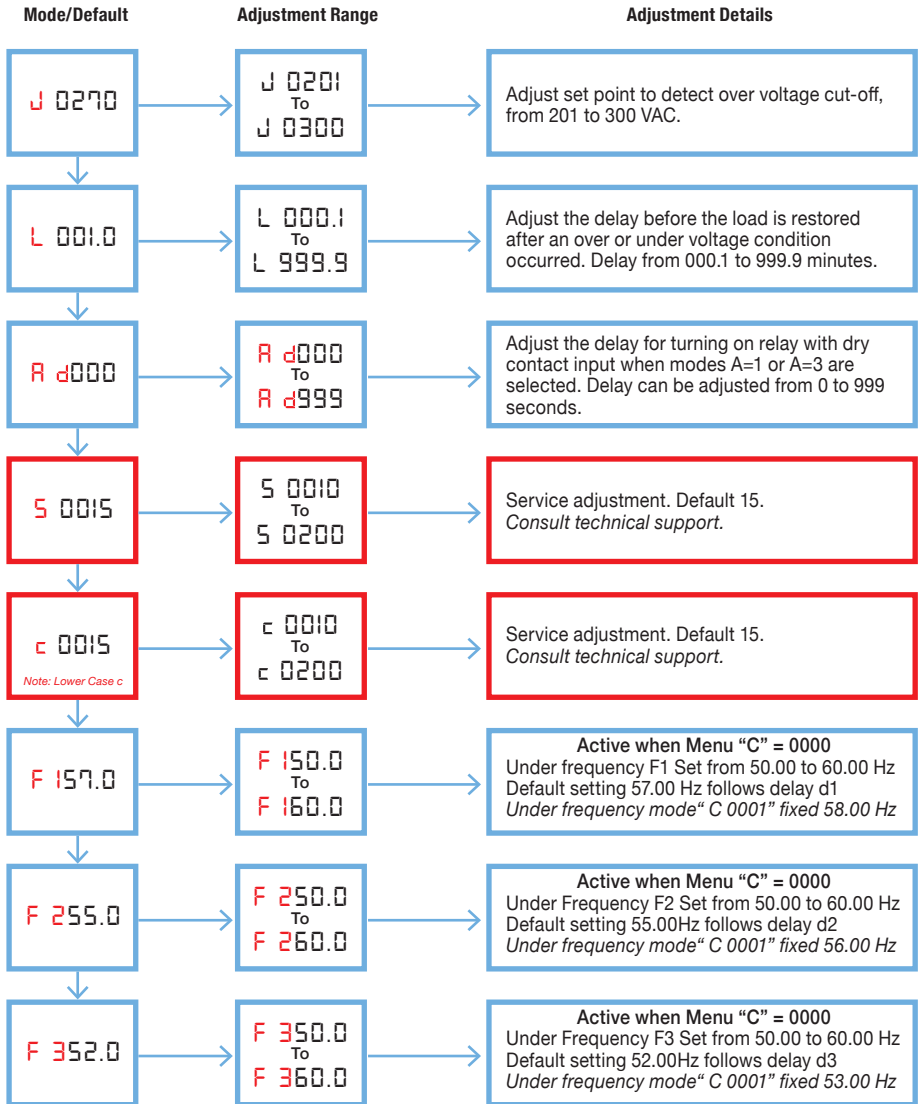 Mode/Default Adjustment Range Adjustment Details
J 0270
J 0201
To
J 0300
Adjust set point to detect over voltage cut-off,
from 201 to 300 VAC.
L 001.0
L 000.1
To
L 999.9
Adjust the delay before the load is restored
after an over or under voltage condition
occurred. Delay from 000.1 to 999.9 minutes.
A d000
A d000
To
A d999
Adjust the delay for turning on relay with dry
contact input when modes A=1 or A=3 are
selected. Delay can be adjusted from 0 to 999
seconds.
S 0015
S 0010
To
S 0200
Service adjustment. Default 15.
Consult technical support.
c 0015
Note: Lower Case c
c 0010
To
c 0200
Service adjustment. Default 15.
Consult technical support.
F 157.0
F 150.0
To
F 160.0
Active when Menu “C” = 0000
Under frequency F1 Set from 50.00 to 60.00 Hz
Default setting 57.00 Hz follows delay d1
Under frequency mode“ C 0001” fixed 58.00 Hz
F 255.0
F 250.0
To
F 260.0
Active when Menu “C” = 0000
Under Frequency F2 Set from 50.00 to 60.00 Hz
Default setting 55.00Hz follows delay d2
Under frequency mode“ C 0001” fixed 56.00 Hz
F 352.0
F 350.0
To
F 360.0
Active when Menu “C” = 0000
Under Frequency F3 Set from 50.00 to 60.00 Hz
Default setting 52.00Hz follows delay d3
Under frequency mode“ C 0001” fixed 53.00 Hz